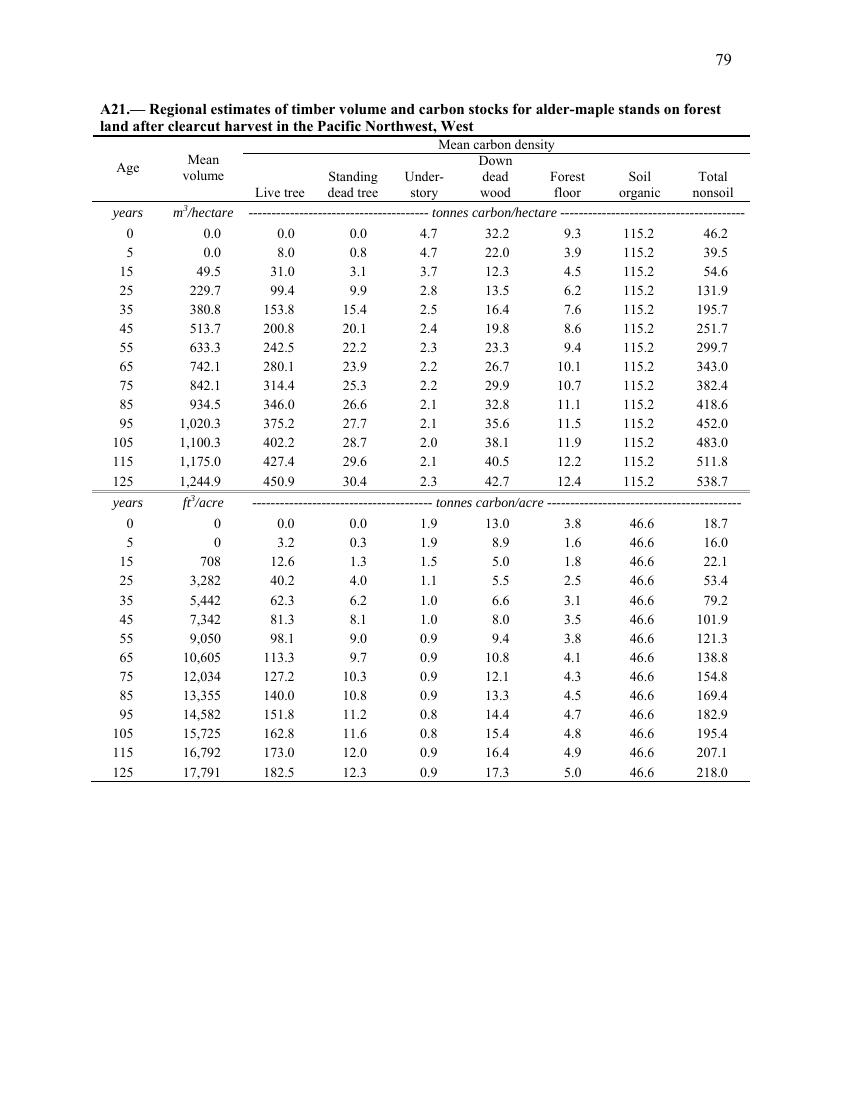 79
A21.— Regional estimates of timber volume and carbon stocks for alder-maple stands on forest
land after clearcut harvest in the Pacific Northwest, West
Mean carbon density
Age Mean volume Live tree Standing dead tree Under-story Down dead wood Forest floor Soil organic Total nonsoil
years m³/hectare --------------------------------------- tonnes carbon/hectare ----------------------------------------
0 0.0 0.0 0.0 4.7 32.2 9.3 115.2 46.2
5 0.0 8.0 0.8 4.7 22.0 3.9 115.2 39.5
15 49.5 31.0 3.1 3.7 12.3 4.5 115.2 54.6
25 229.7 99.4 9.9 2.8 13.5 6.2 115.2 131.9
35 380.8 153.8 15.4 2.5 16.4 7.6 115.2 195.7
45 513.7 200.8 20.1 2.4 19.8 8.6 115.2 251.7
55 633.3 242.5 22.2 2.3 23.3 9.4 115.2 299.7
65 742.1 280.1 23.9 2.2 26.7 10.1 115.2 343.0
75 842.1 314.4 25.3 2.2 29.9 10.7 115.2 382.4
85 934.5 346.0 26.6 2.1 32.8 11.1 115.2 418.6
95 1,020.3 375.2 27.7 2.1 35.6 11.5 115.2 452.0
105 1,100.3 402.2 28.7 2.0 38.1 11.9 115.2 483.0
115 1,175.0 427.4 29.6 2.1 40.5 12.2 115.2 511.8
125 1,244.9 450.9 30.4 2.3 42.7 12.4 115.2 538.7
years ft³/acre --------------------------------------- tonnes carbon/acre ------------------------------------------
0 0 0.0 0.0 1.9 13.0 3.8 46.6 18.7
5 0 3.2 0.3 1.9 8.9 1.6 46.6 16.0
15 708 12.6 1.3 1.5 5.0 1.8 46.6 22.1
25 3,282 40.2 4.0 1.1 5.5 2.5 46.6 53.4
35 5,442 62.3 6.2 1.0 6.6 3.1 46.6 79.2
45 7,342 81.3 8.1 1.0 8.0 3.5 46.6 101.9
55 9,050 98.1 9.0 0.9 9.4 3.8 46.6 121.3
65 10,605 113.3 9.7 0.9 10.8 4.1 46.6 138.8
75 12,034 127.2 10.3 0.9 12.1 4.3 46.6 154.8
85 13,355 140.0 10.8 0.9 13.3 4.5 46.6 169.4
95 14,582 151.8 11.2 0.8 14.4 4.7 46.6 182.9
105 15,725 162.8 11.6 0.8 15.4 4.8 46.6 195.4
115 16,792 173.0 12.0 0.9 16.4 4.9 46.6 207.1
125 17,791 182.5 12.3 0.9 17.3 5.0 46.6 218.0